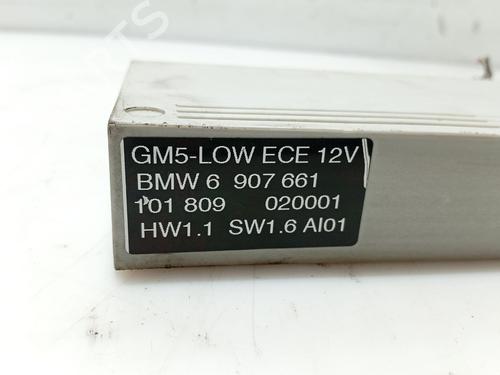 GM5-LOW ECE 12V
BMW 6 907 661
101 809 020001
HW1.1 SW1.6 AI01